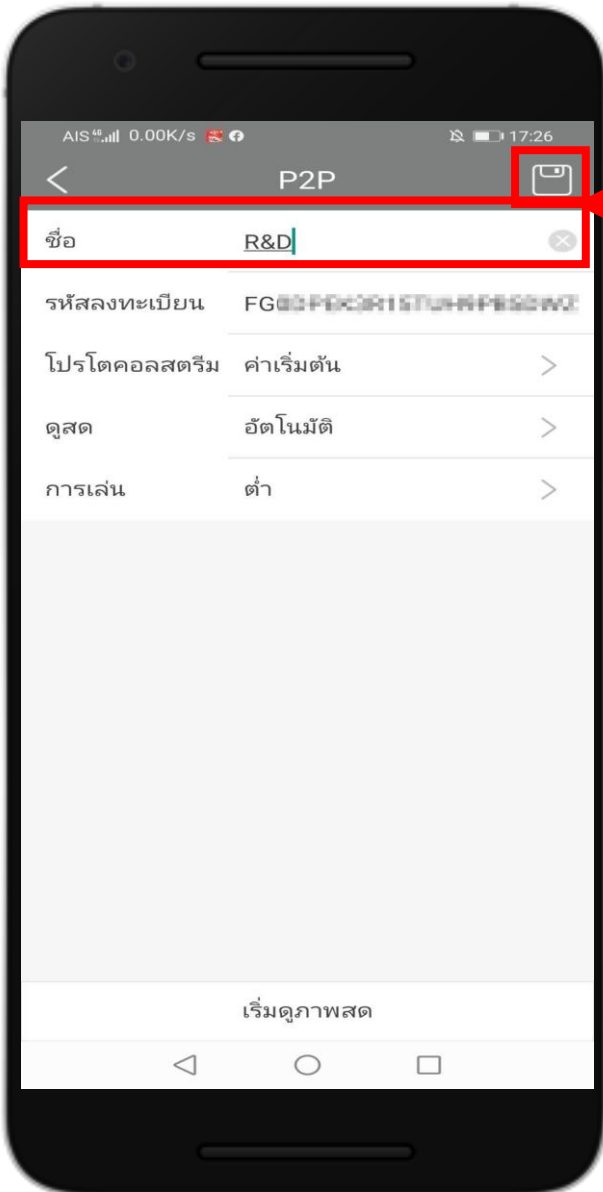 AIS 4G 0.00K/s 17:26
P2P
ชื่อ R&D
รหัสลงทะเบียน FG
โปรโตคอลสตรีม ค่าเริ่มต้น
ดูสด อัตโนมัติ
การเล่น ต่ำ
เริ่มดูภาพสด